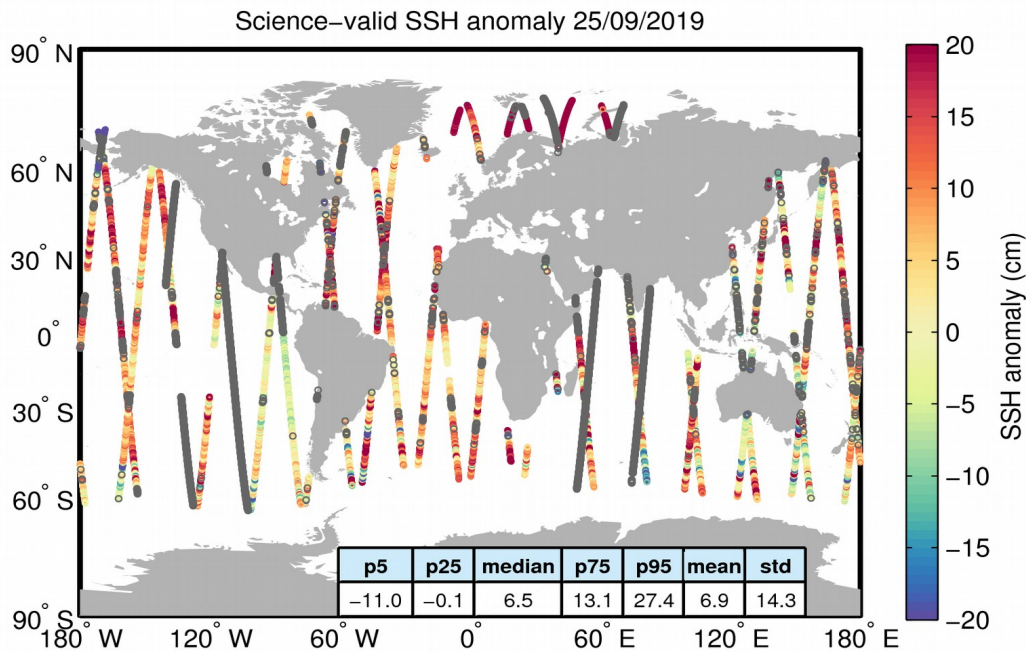 Science−valid SSH anomaly 25/09/2019
90° N
60° N
30° N
0°
30° S
60° S
90° S
180° W
120° W
60° W
0°
60° E
120° E
180° E
p5 p25 median p75 p95 mean std
−11.0 −0.1 6.5 13.1 27.4 6.9 14.3
20
15
10
5
0
−5
−10
−15
−20
SSH anomaly (cm)